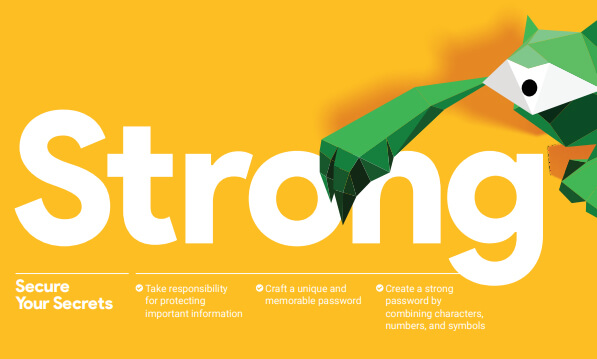 Strong
Secure
Your Secrets
Take responsibility
for protecting
important information
Craft a unique and
memorable password
Create a strong
password by
combining characters,
numbers, and symbols